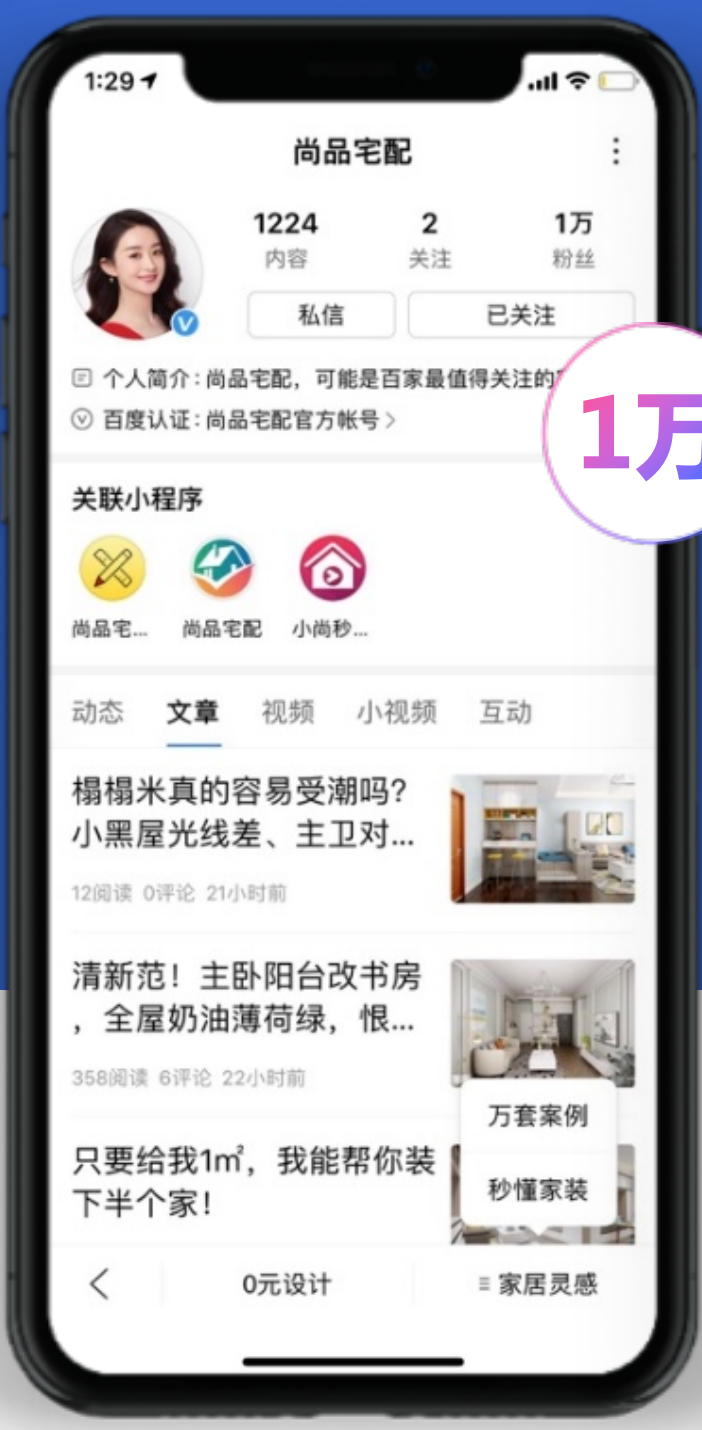 1:29
尚品宅配
1224 2 1万
内容 关注 粉丝
私信 已关注
个人简介:尚品宅配，可能是百家最值得关注的
百度认证:尚品宅配官方帐号
1万
关联小程序
尚品宅... 尚品宅配 小尚秒...
动态 文章 视频 小视频 互动
榻榻米真的容易受潮吗？
小黑屋光线差、主卫对...
12阅读 0评论 21小时前
清新范！主卧阳台改书房
，全屋奶油薄荷绿，恨...
358阅读 6评论 22小时前
只要给我1㎡，我能帮你装
下半个家！
万套案例
秒懂家装
0元设计 家居灵感